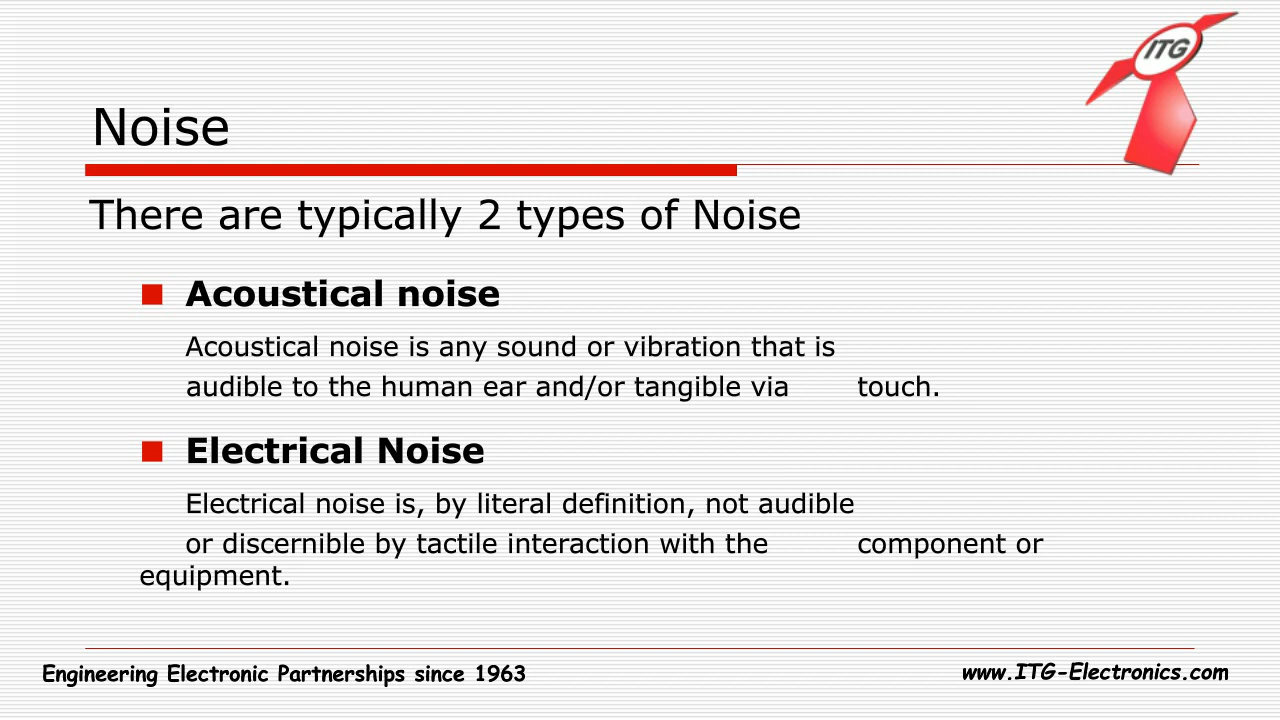 ITG
Noise
There are typically 2 types of Noise
Acoustical noise
Acoustical noise is any sound or vibration that is
audible to the human ear and/or tangible via touch.
Electrical Noise
Electrical noise is, by literal definition, not audible
or discernible by tactile interaction with the component or
equipment.
Engineering Electronic Partnerships since 1963
www.ITG-Electronics.com